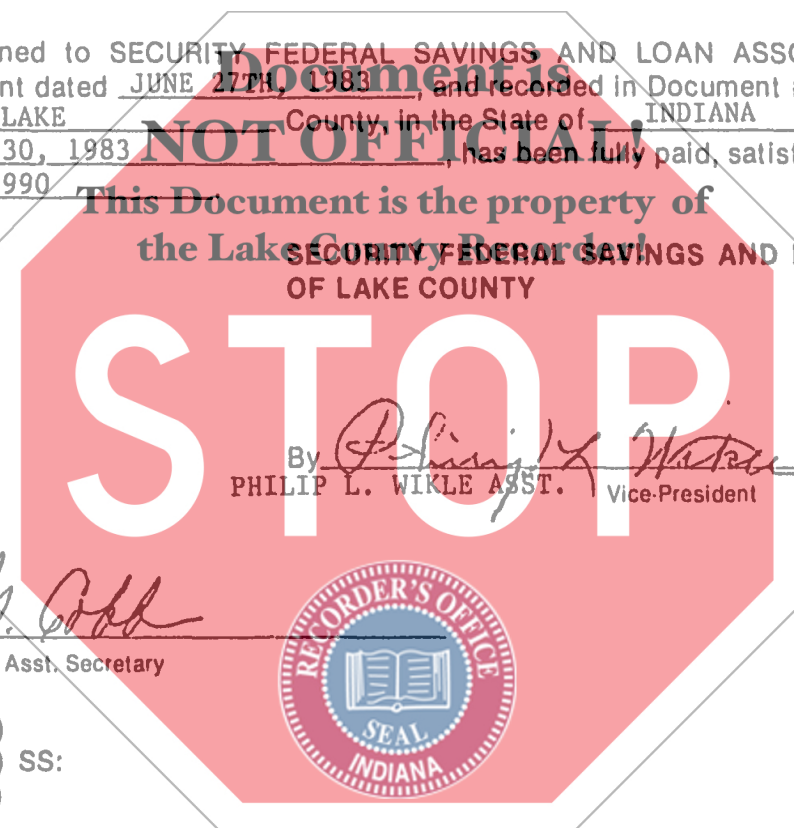 ned to SECURITY FEDERAL SAVINGS AND LOAN ASSO
nt dated JUNE 27TH, 1983, and recorded in Document
LAKE County, in the State of INDIANA
30, 1983, has been fully paid, satisf
990
Document is
NOT OFFICIAL!
This Document is the property of
the Lake County Recorder!
SECURITY FEDERAL SAVINGS AND
OF LAKE COUNTY
STOP
By
PHILIP L. WIKLE ASST. Vice-President
Asst. Secretary
RECORDER'S OFFICE
SEAL
INDIANA
) SS: